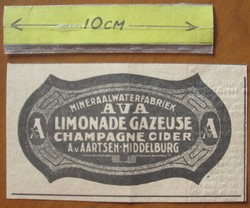 10CM
MINERAALWATERFABRIEK
AVA
LIMONADE GAZEUSE
A A
CHAMPAGNE CIDER
A.V.AARTSEN-MIDDELBURG